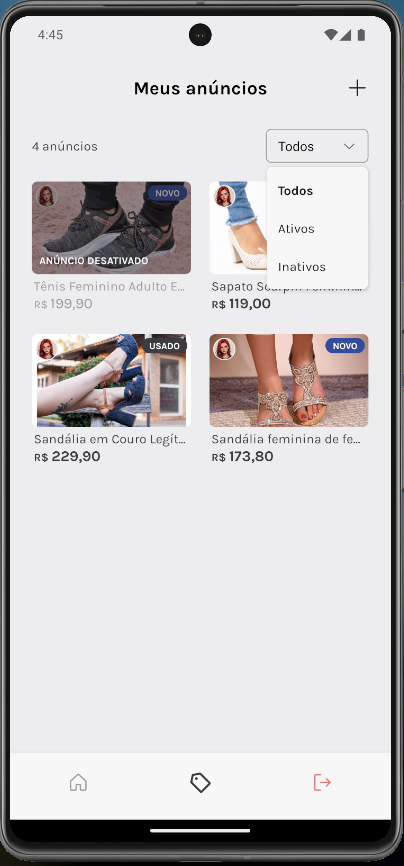 4:45
Meus anúncios
4 anúncios
Todos
Todos
Ativos
Inativos
NOVO
ANÚNCIO DESATIVADO
Tênis Feminino Adulto E...
R$ 199,90
Sapato Scarpin Feminin...
R$ 119,00
USADO
Sandália em Couro Legít...
R$ 229,90
NOVO
Sandália feminina de fe...
R$ 173,80